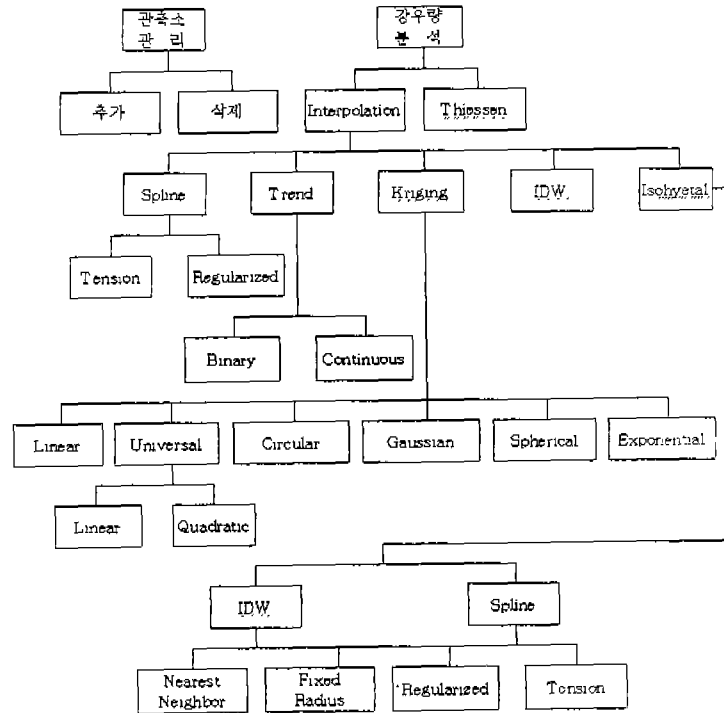 관측소
관 리
강우량
분 석
추가
삭제
Interpolation
Thiessen
Spline
Trend
Kriging
IDW
Isohyetal
Tension
Regularized
Binary
Continuous
Linear
Universal
Circular
Gaussian
Spherical
Exponential
Linear
Quadratic
IDW
Spline
Nearest
Neighbor
Fixed
Radius
Regularized
Tension